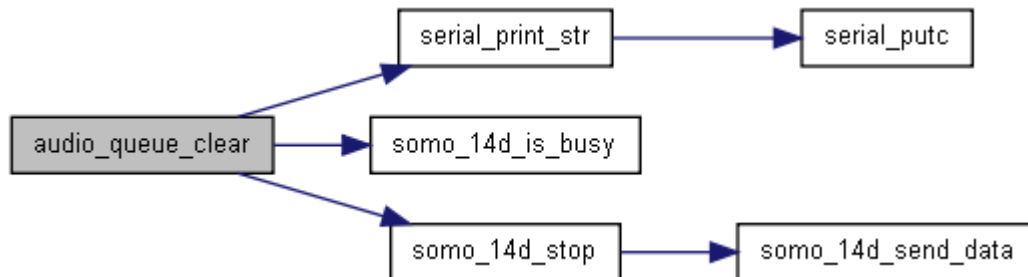 serial_print_str
serial_putc
audio_queue_clear
somo_14d_is_busy
somo_14d_stop
somo_14d_send_data